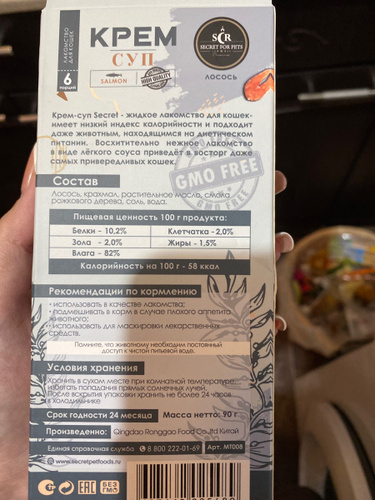 ЛАКОМСТВО
ДЛЯ КОШЕК
6
порций
КРЕМ
СУП
SALMON
HIGH QUALITY
SCR
SECRET FOR PETS
ЛОСОСЬ
Крем-суп Secret - жидкое лакомство для кошек-
имеет низкий индекс калорийности и подходит
даже животным, находящимся на диетическом
питании. Восхитительно нежное лакомство
в виде лёгкого соуса приведёт в восторг даже
самых привередливых кошек.
GMO FREE
Состав
Лосось, крахмал, растительное масло, смола
рожкового дерева, соль, вода.
Пищевая ценность 100 г продукта:
Белки - 10,2% Клетчатка - 2,0%
Зола - 2,0% Жиры - 1,5%
Влага - 82%
Калорийность на 100 г - 58 ккал
Рекомендации по кормлению
- использовать в качестве лакомства;
- подмешивать в корм в случае плохого аппетита
животного;
- использовать для маскировки лекарственных
средств.
Помните, что животному необходим постоянный
доступ к чистой питьевой воде.
Условия хранения
Хранить в сухом месте при комнатной температуре,
избегать попадания прямых солнечных лучей.
После вскрытия упаковки хранить не более 24 часов
в холодильнике
Срок годности 24 месяца Масса нетто: 90 г
Произведено: Qingdao Ronggao Food Co.,Ltd.Китай
Единая справочная служба 8 800 222-01-69 Арт. MT008
www.secretpetfoods.ru
EAC БЕЗ ГМО